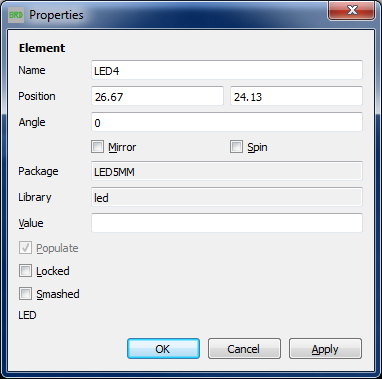 BRD Properties
Element
Name LED4
Position 26.67 24.13
Angle 0
Mirror Spin
Package LED5MM
Library led
Value
Populate
Locked
Smashed
LED
OK Cancel Apply